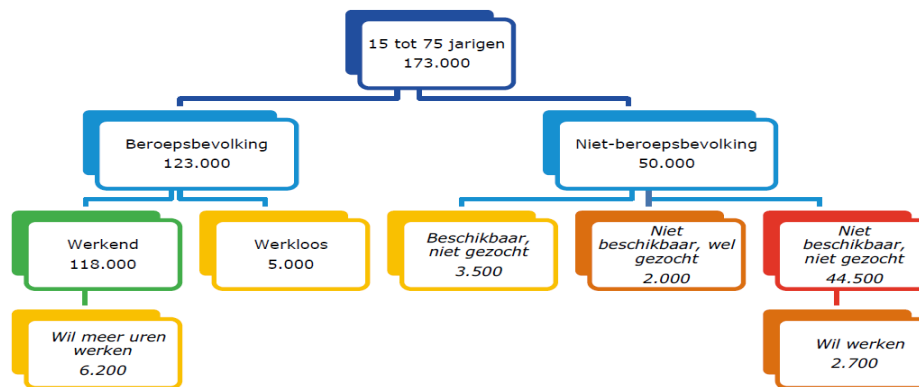 15 tot 75 jarigen
173.000
Beroepsbevolking
123.000
Niet-beroepsbevolking
50.000
Werkend
118.000
Werkloos
5.000
Beschikbaar,
niet gezocht
3.500
Niet
beschikbaar, wel
gezocht
2.000
Niet
beschikbaar,
niet gezocht
44.500
Wil meer uren
werken
6.200
Wil werken
2.700